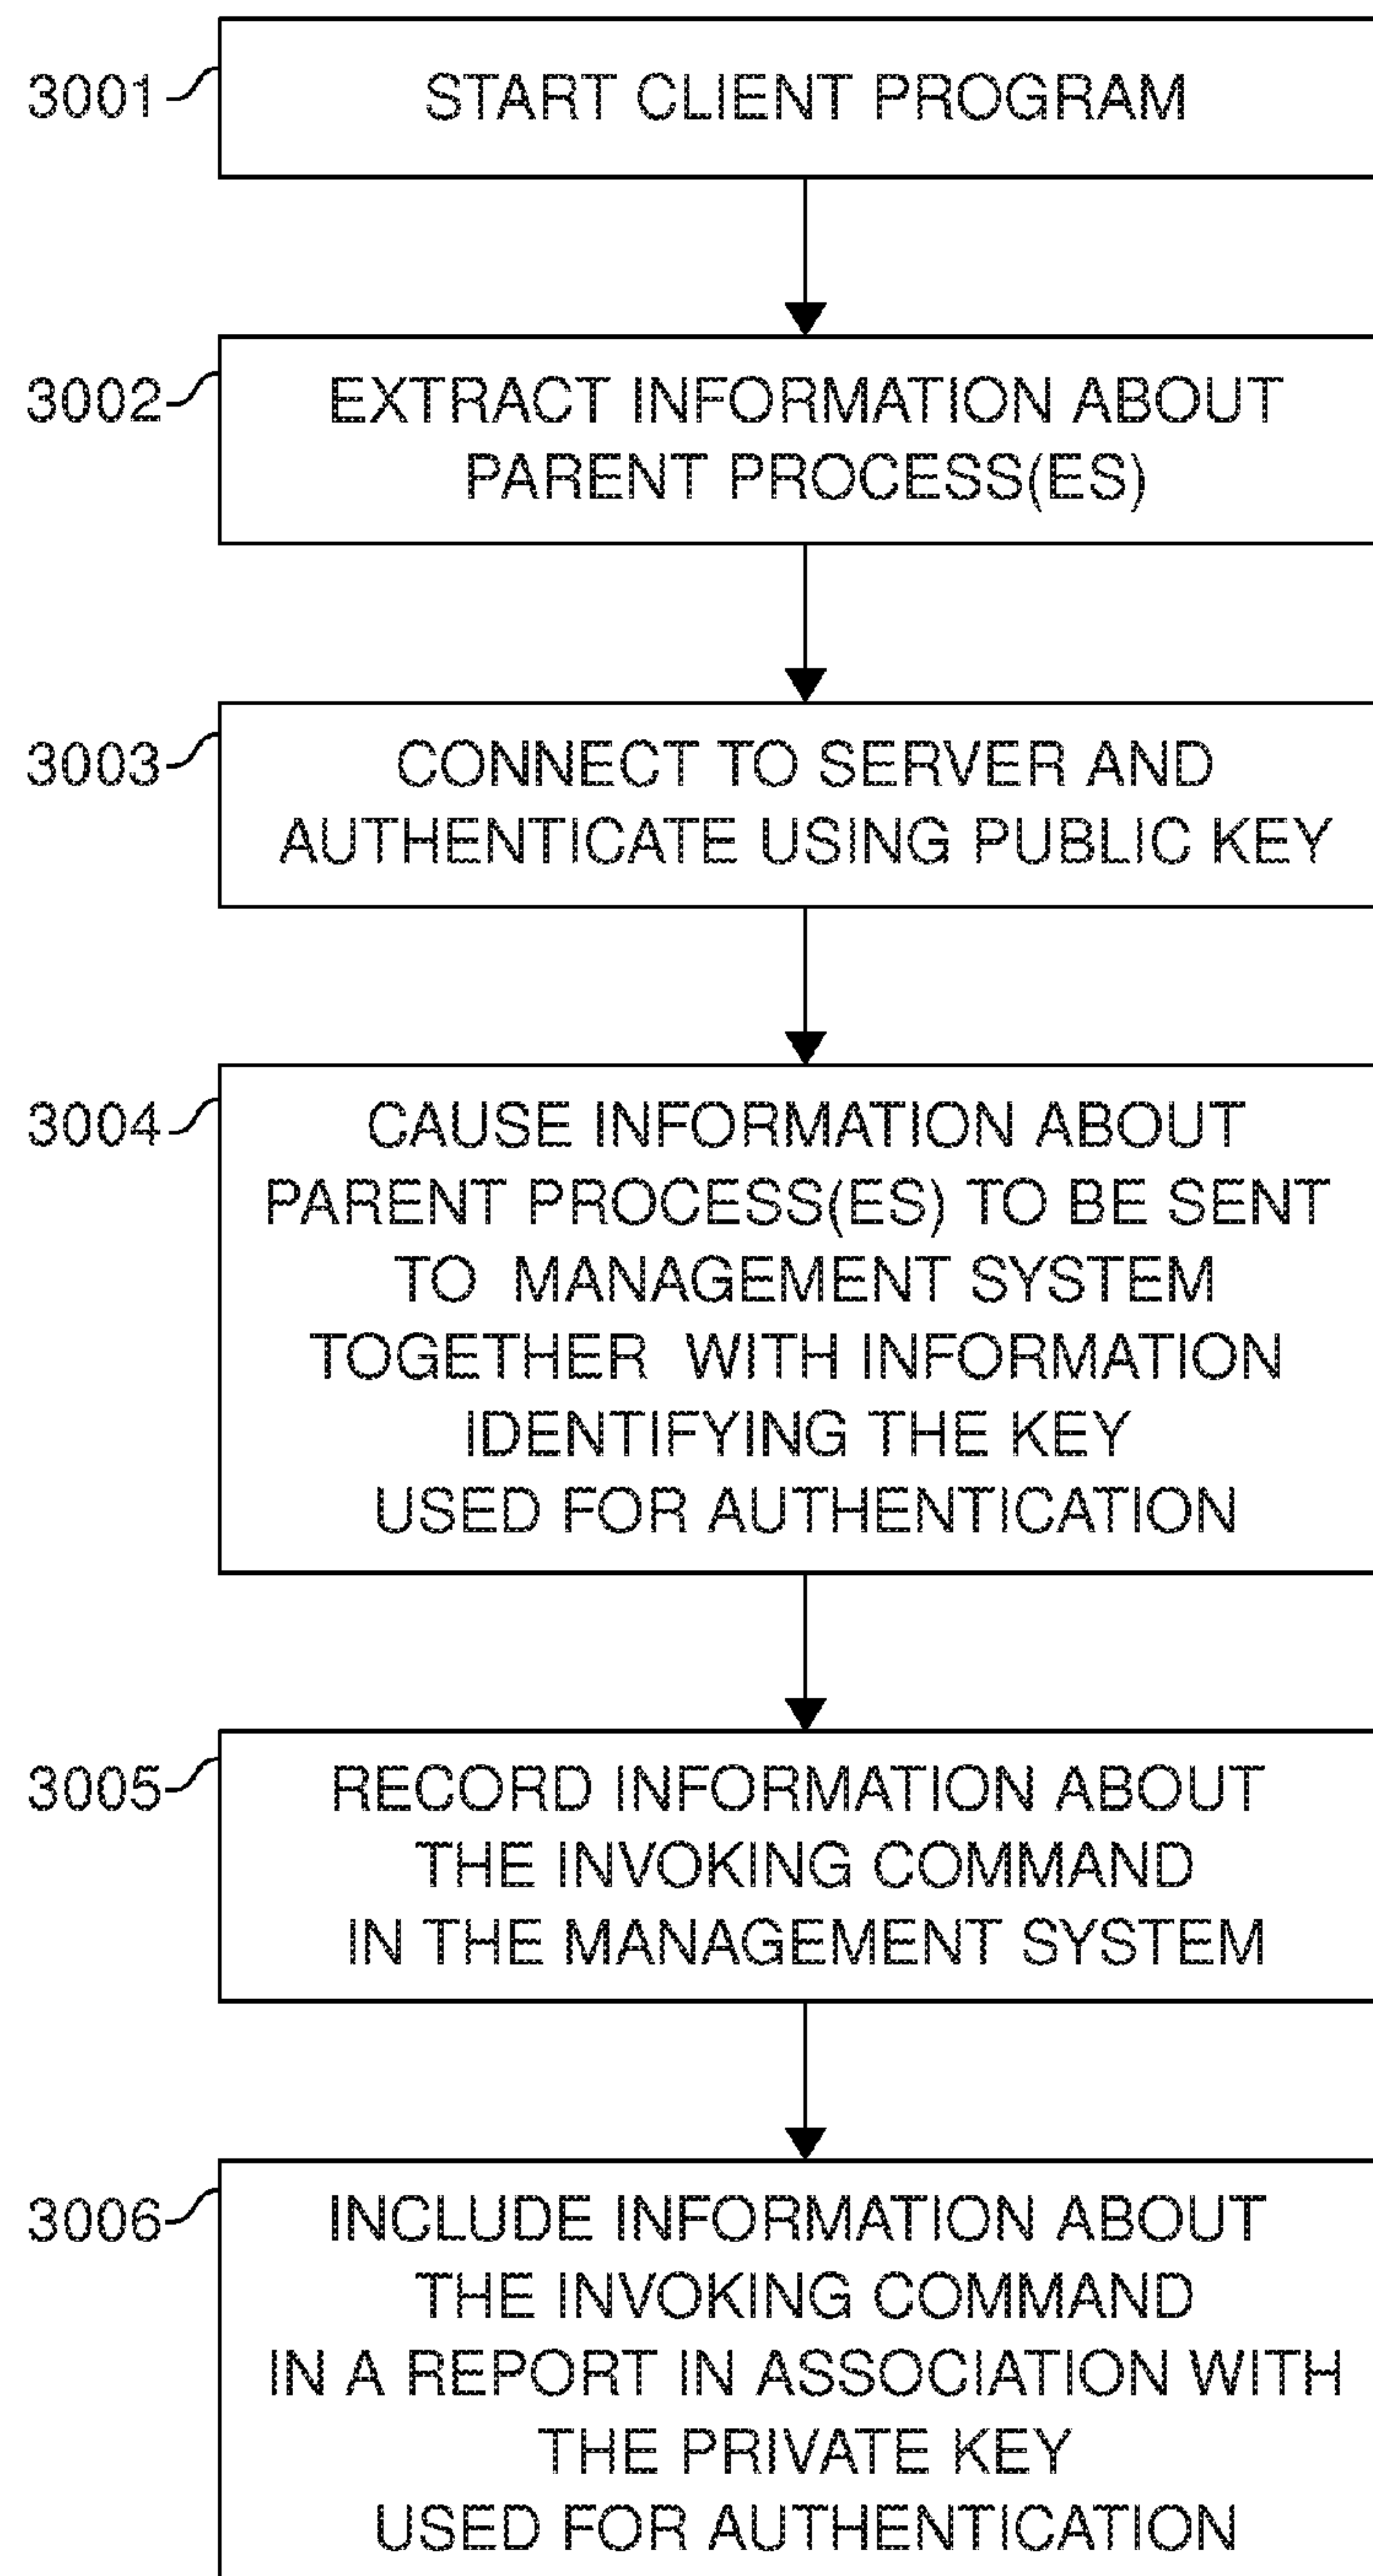 3001
START CLIENT PROGRAM
3002
EXTRACT INFORMATION ABOUT
PARENT PROCESS(ES)
3003
CONNECT TO SERVER AND
AUTHENTICATE USING PUBLIC KEY
3004
CAUSE INFORMATION ABOUT
PARENT PROCESS(ES) TO BE SENT
TO MANAGEMENT SYSTEM
TOGETHER WITH INFORMATION
IDENTIFYING THE KEY
USED FOR AUTHENTICATION
3005
RECORD INFORMATION ABOUT
THE INVOKING COMMAND
IN THE MANAGEMENT SYSTEM
3006
INCLUDE INFORMATION ABOUT
THE INVOKING COMMAND
IN A REPORT IN ASSOCIATION WITH
THE PRIVATE KEY
USED FOR AUTHENTICATION